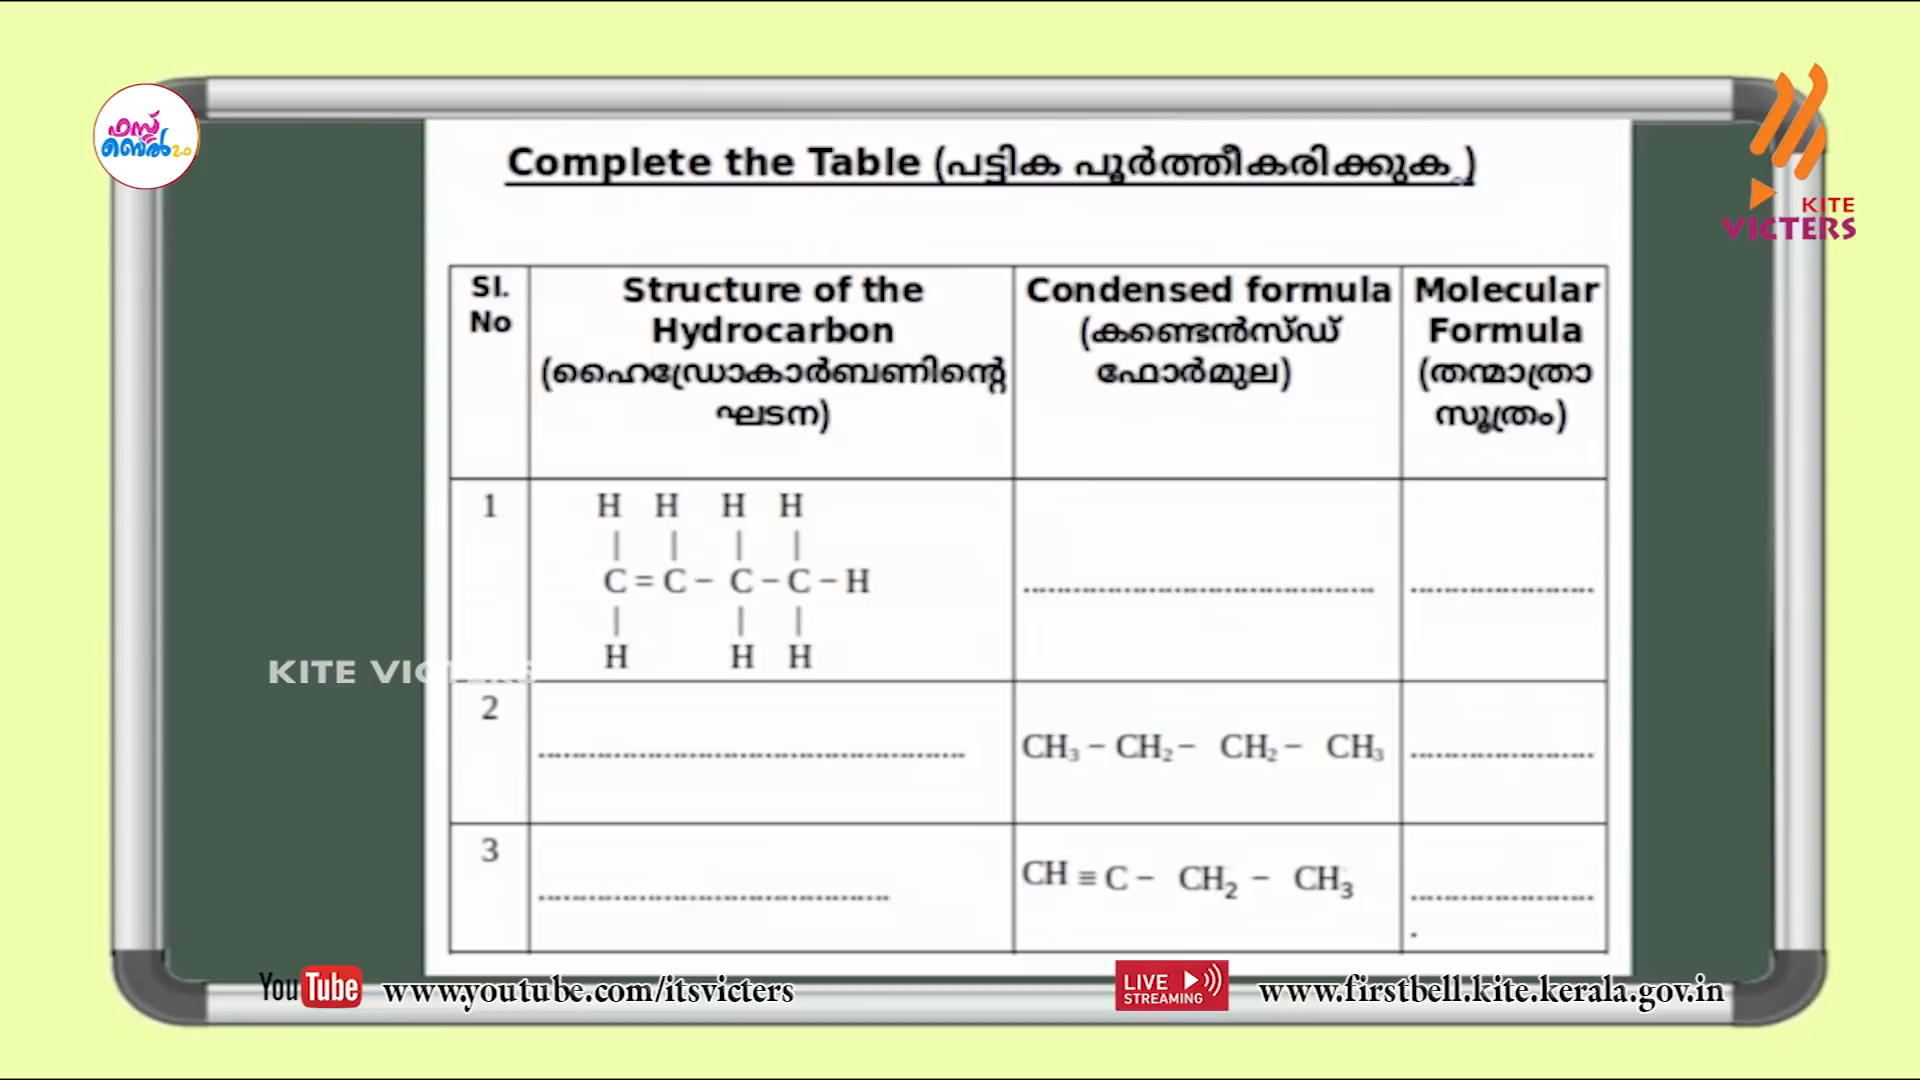 ഫസ്റ്റ്
ബെൽ 2.0
KITE
VICTERS
Complete the Table (പട്ടിക പൂർത്തീകരിക്കുക )
Sl. No
Structure of the Hydrocarbon (ഹൈഡ്രോകാർബണിന്റെ ഘടന)
Condensed formula (കണ്ടെൻസ്ഡ് ഫോർമുല)
Molecular Formula (തന്മാത്രാ സൂത്രം)
1
H H H H
| | | |
C = C – C – C – H
| | |
H H H
........................................
......................
2
........................................
CH₃ – CH₂ – CH₂ – CH₃
......................
3
........................................
CH ≡ C – CH₂ – CH₃
......................
.
KITE VICTERS
YouTube www.youtube.com/itsvicters
LIVE STREAMING www.firstbell.kite.kerala.gov.in